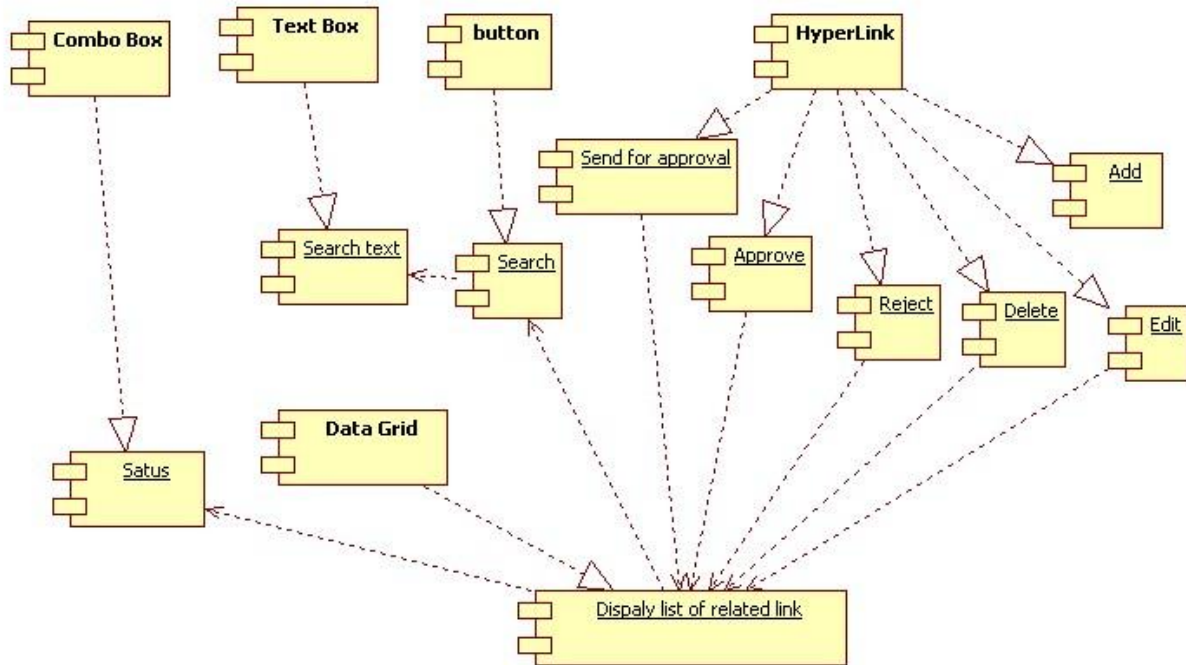 Combo Box
Text Box
button
HyperLink
Send for approval
Add
Search text
Search
Approve
Reject
Delete
Edit
Data Grid
Satus
Dispaly list of related link